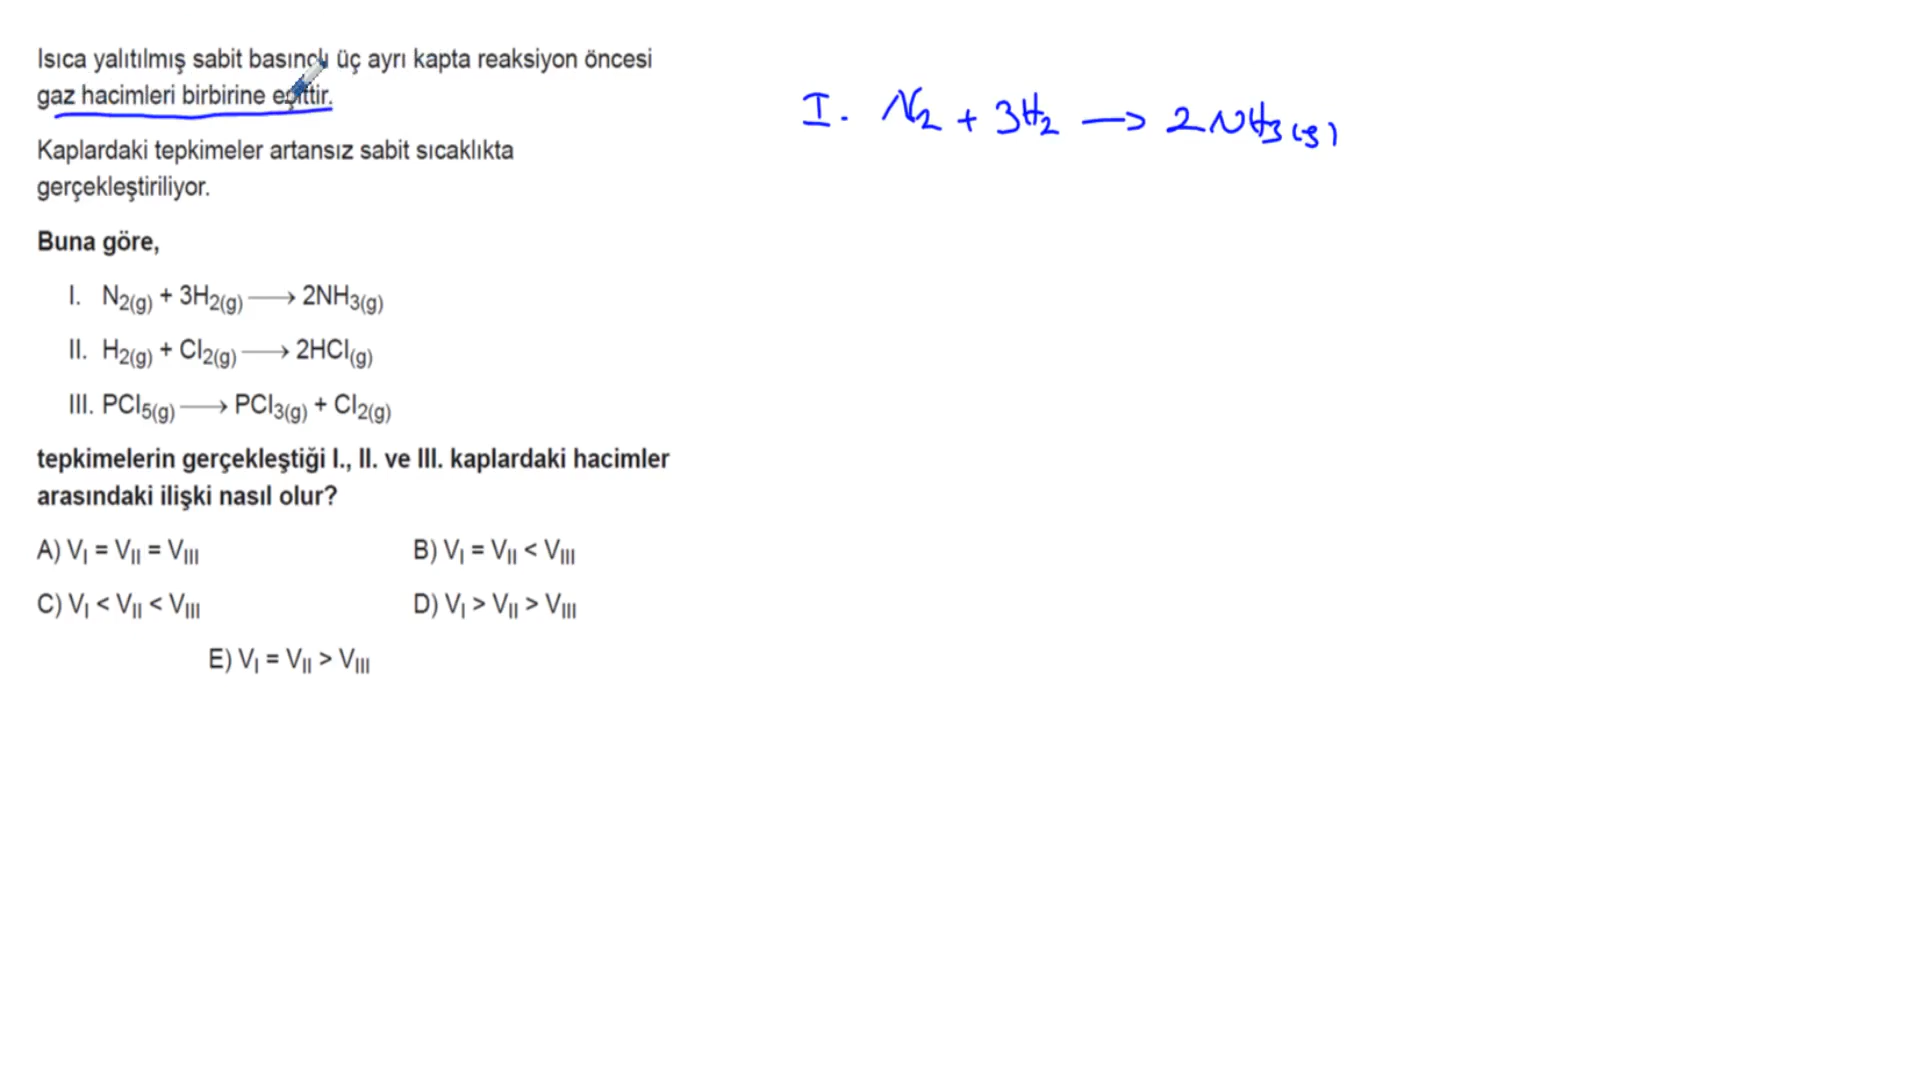 Isıca yalıtılmış sabit basınçlı üç ayrı kapta reaksiyon öncesi
gaz hacimleri birbirine eşittir.
Kaplardaki tepkimeler artansız sabit sıcaklıkta
gerçekleştiriliyor.
Buna göre,
I. N2(g) + 3H2(g) ⟶ 2NH3(g)
II. H2(g) + Cl2(g) ⟶ 2HCl(g)
III. PCl5(g) ⟶ PCl3(g) + Cl2(g)
tepkimelerin gerçekleştiği I., II. ve III. kaplardaki hacimler
arasındaki ilişki nasıl olur?
A) VI = VII = VIII B) VI = VII < VIII
C) VI < VII < VIII D) VI > VII > VIII
E) VI = VII > VIII
I. N2 + 3H2 ⟶ 2NH3(g)